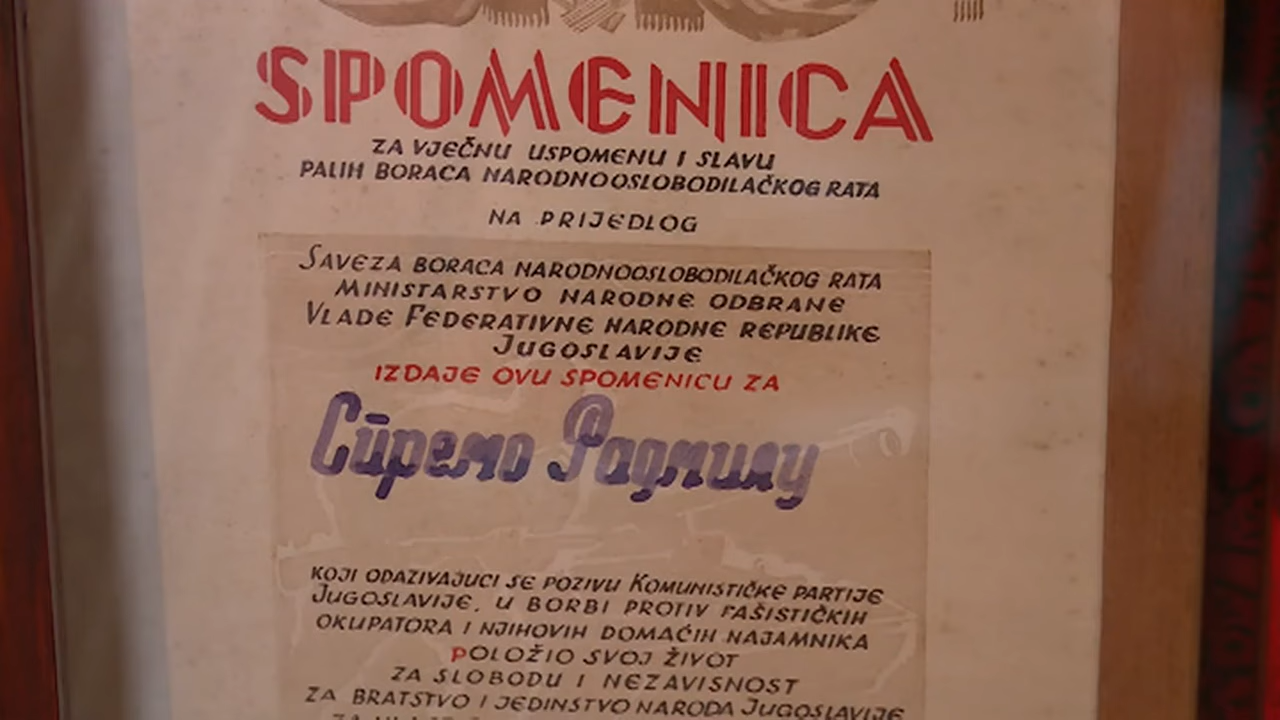 SPOMENICA
ZA VJEČNU USPOMENU I SLAVU
PALIH BORACA NARODNOOSLOBODILAČKOG RATA
NA PRIJEDLOG
SAVEZA BORACA NARODNOOSLOBODILAČKOG RATA
MINISTARSTVO NARODNE ODBRANE
VLADE FEDERATIVNE NARODNE REPUBLIKE
JUGOSLAVIJE
IZDAJE OVU SPOMENICU ZA
Радмилу
KOJI ODAZIVAJUCI SE POZIVU KOMUNISTIČKE PARTIJE
JUGOSLAVIJE, U BORBI PROTIV FAŠISTIČKIH
OKUPATORA I NJIHOVIH DOMAĆIH NAJAMNIKA
POLOŽIO SVOJ ŽIVOT
ZA SLOBODU I NEZAVISNOST
ZA BRATSTVO I JEDINSTVO NARODA JUGOSLAVIJE